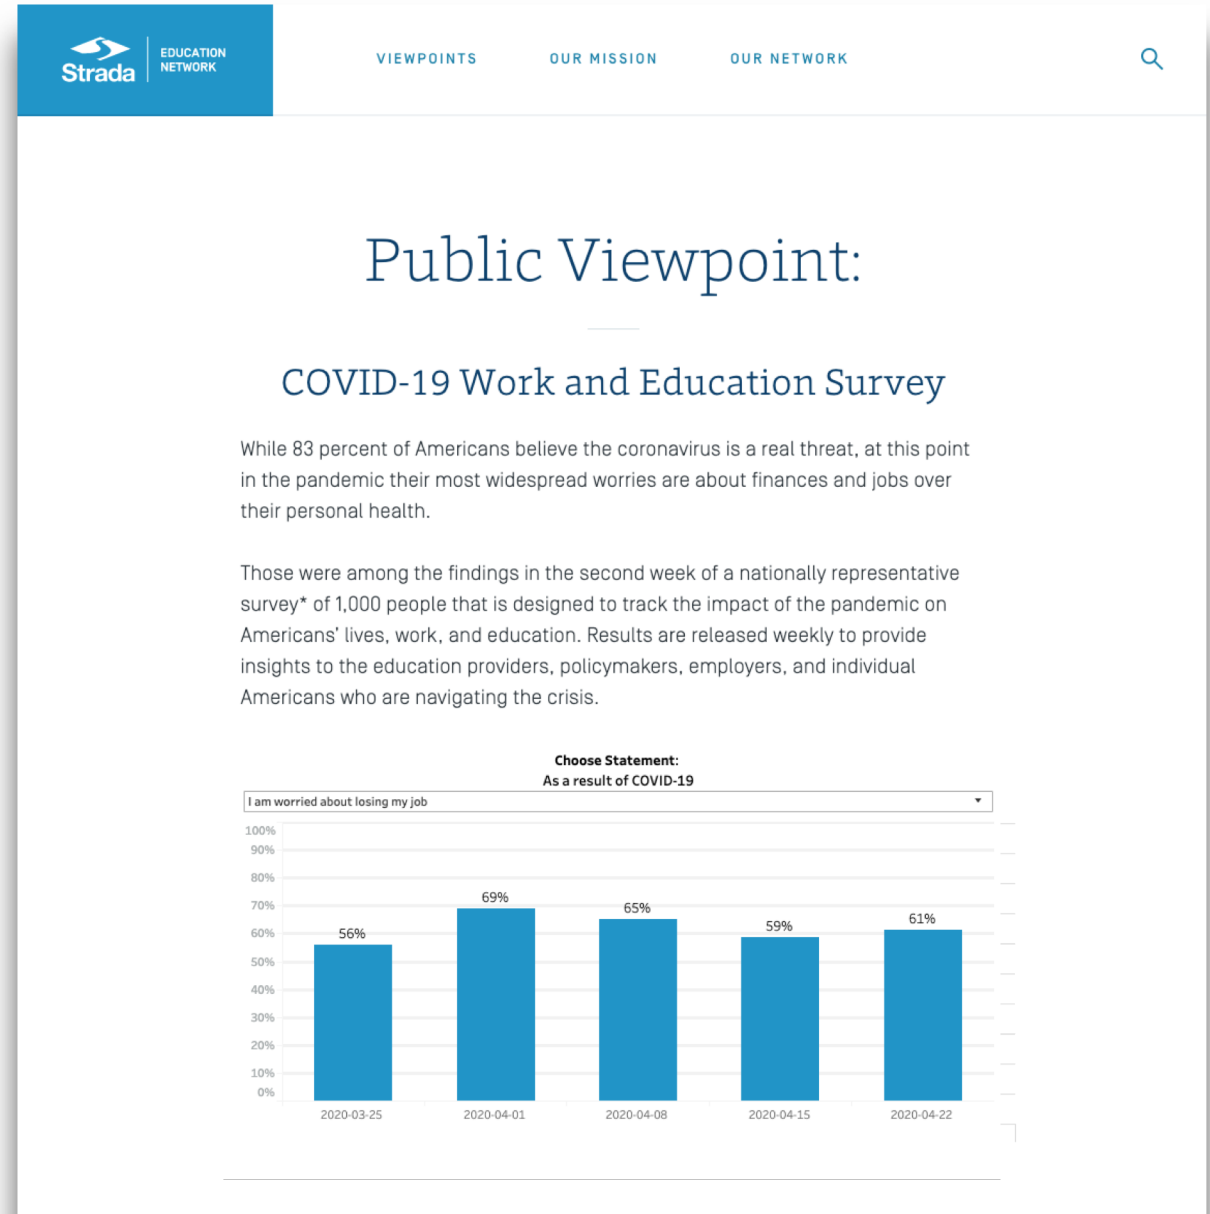 Strada
EDUCATION
NETWORK
VIEWPOINTS
OUR MISSION
OUR NETWORK
Public Viewpoint:
COVID-19 Work and Education Survey
While 83 percent of Americans believe the coronavirus is a real threat, at this point
in the pandemic their most widespread worries are about finances and jobs over
their personal health.
Those were among the findings in the second week of a nationally representative
survey* of 1,000 people that is designed to track the impact of the pandemic on
Americans' lives, work, and education. Results are released weekly to provide
insights to the education providers, policymakers, employers, and individual
Americans who are navigating the crisis.
Choose Statement:
As a result of COVID-19
I am worried about losing my job
100%
90%
80%
70%
60%
50%
40%
30%
20%
10%
0%
56%
69%
65%
59%
61%
2020-03-25
2020-04-01
2020-04-08
2020-04-15
2020-04-22